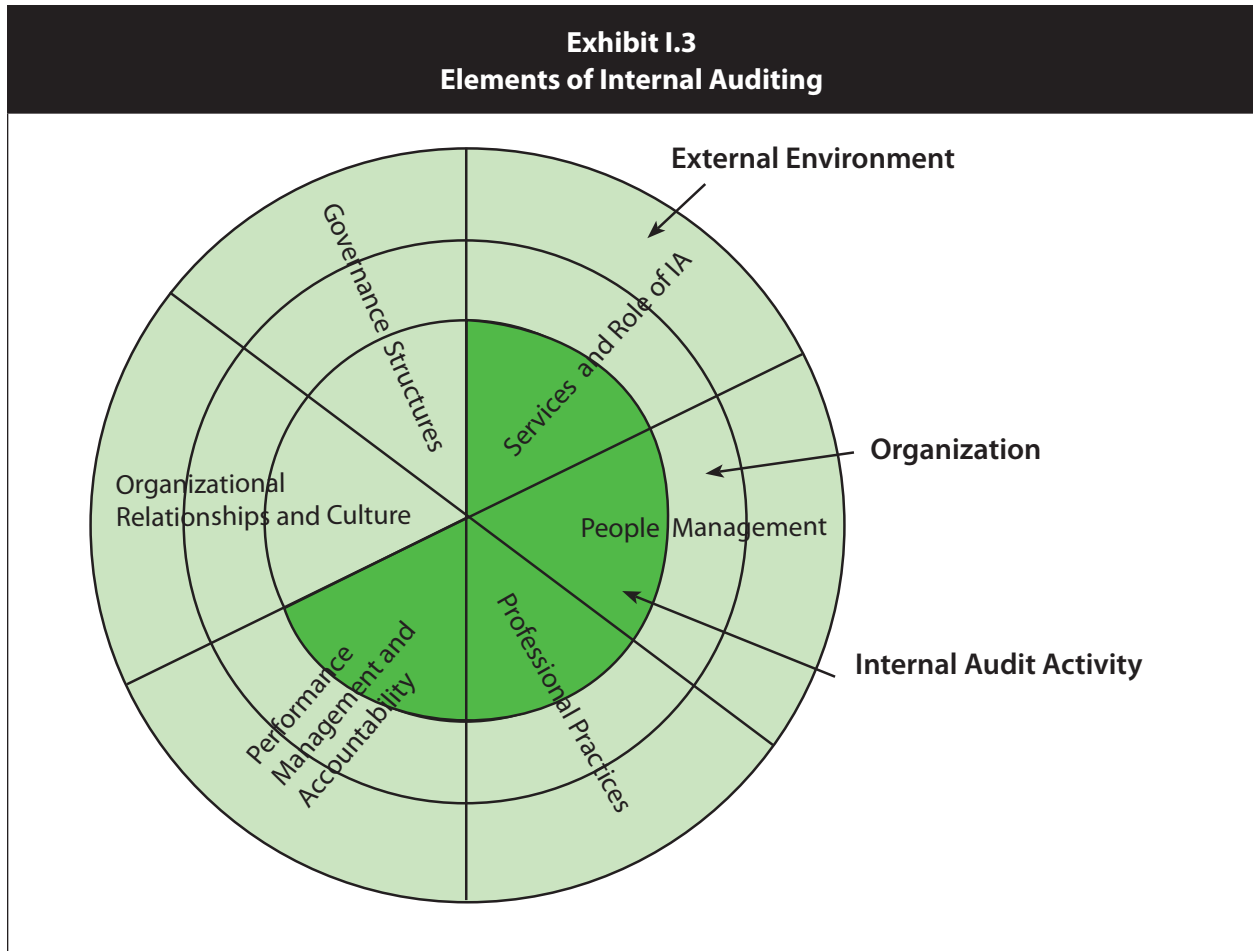 Exhibit I.3
Elements of Internal Auditing
External Environment
Governance Structures
Services and Role of IA
Organization
Organizational
Relationships and Culture
People Management
Internal Audit Activity
Professional Practices
Performance
Management and
Accountability